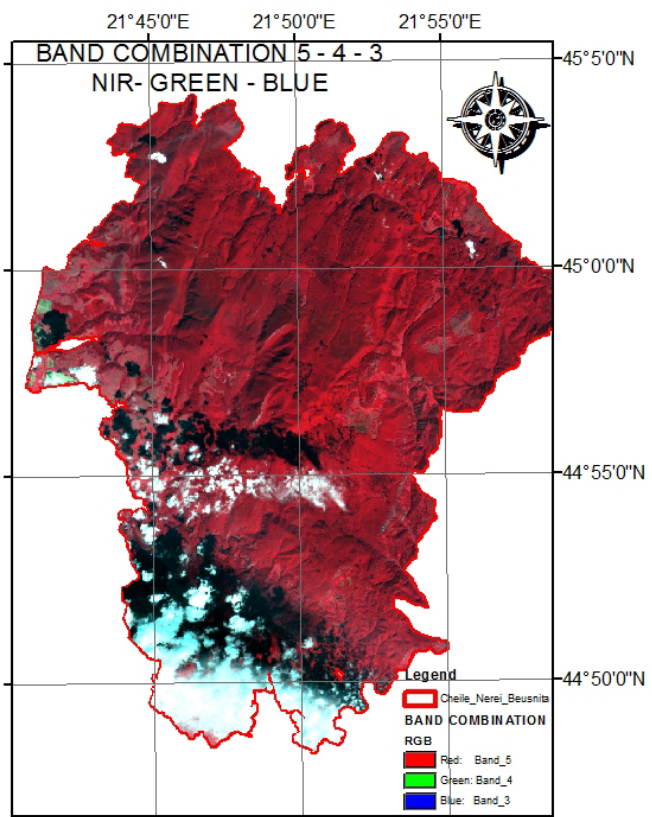 21°45'0"E 21°50'0"E 21°55'0"E
BAND COMBINATION 5 - 4 - 3
NIR- GREEN - BLUE
45°5'0"N
45°0'0"N
44°55'0"N
44°50'0"N
Legend
Cheile_Nerei_Beusnita
BAND COMBINATION
RGB
Red: Band_5
Green: Band_4
Blue: Band_3